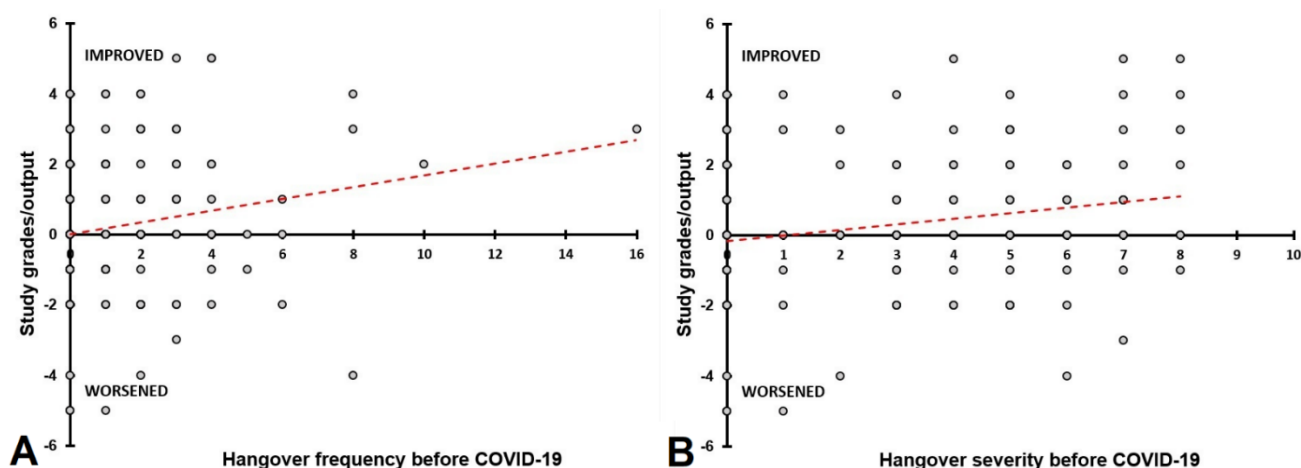 6
IMPROVED
4
2
0
0 2 4 6 8 10 12 14 16
-2
-4
WORSENED
-6
Study grades/output
A
Hangover frequency before COVID-19
6
IMPROVED
4
2
0
0 1 2 3 4 5 6 7 8 9 10
-2
-4
WORSENED
-6
Study grades/output
B
Hangover severity before COVID-19